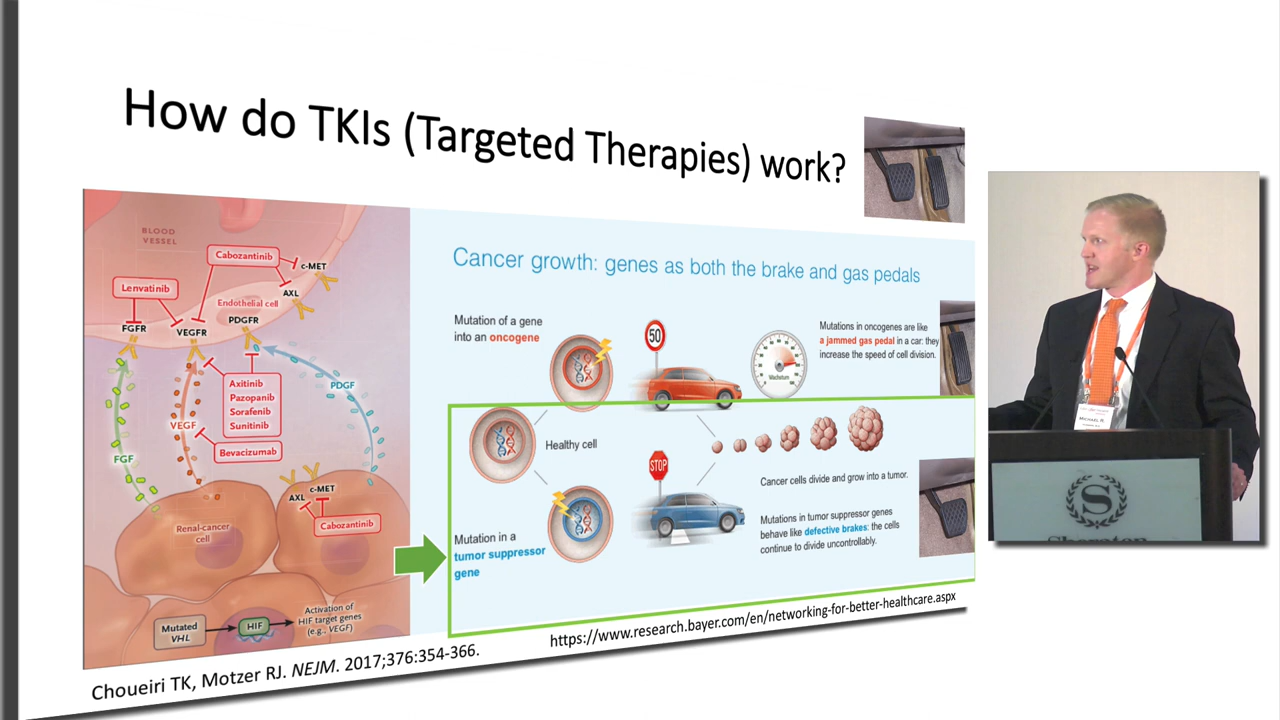 How do TKIs (Targeted Therapies) work?
BLOOD
VESSEL
Cabozantinib
c-MET
Lenvatinib
AXL
Endothelial cell
FGFR
VEGFR
PDGFR
Axitinib
Pazopanib
Sorafenib
Sunitinib
PDGF
VEGF
Bevacizumab
FGF
AXL
c-MET
Cabozantinib
Renal-cancer
cell
Mutated
VHL
HIF
Activation of
HIF target genes
(e.g., VEGF)
Choueiri TK, Motzer RJ. NEJM. 2017;376:354-366.
Cancer growth: genes as both the brake and gas pedals
Mutation of a gene
into an oncogene
50
Wachstum
Mutations in oncogenes are like
a jammed gas pedal in a car: they
increase the speed of cell division.
Healthy cell
STOP
Cancer cells divide and grow into a tumor.
Mutation in a
tumor suppressor
gene
Mutations in tumor suppressor genes
behave like defective brakes: the cells
continue to divide uncontrollably.
https://www.research.bayer.com/en/networking-for-better-healthcare.aspx
MICHAEL R.
S
Sheraton